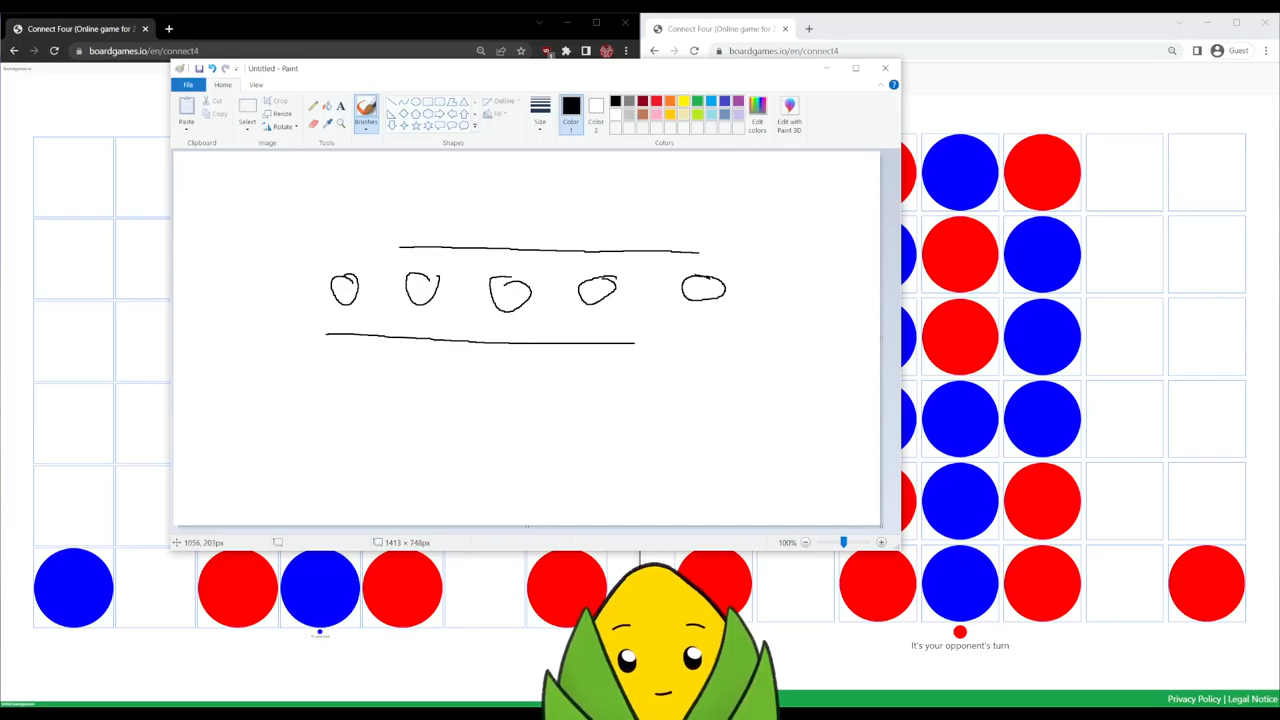 Connect Four (Online game for 2
Connect Four (Online game for 2
boardgames.io/en/connect4
boardgames.io/en/connect4
Guest
Boardgames.io
Untitled - Paint
File
Home
View
Paste
Cut
Copy
Clipboard
Select
Crop
Resize
Rotate
Image
Tools
Brushes
Shapes
Outline
Fill
Size
Color
1
Color
2
Edit
colors
Edit with
Paint 3D
Colors
1056, 203px
1413 × 748px
100%
It's your opponent's turn
Privacy Policy | Legal Notice